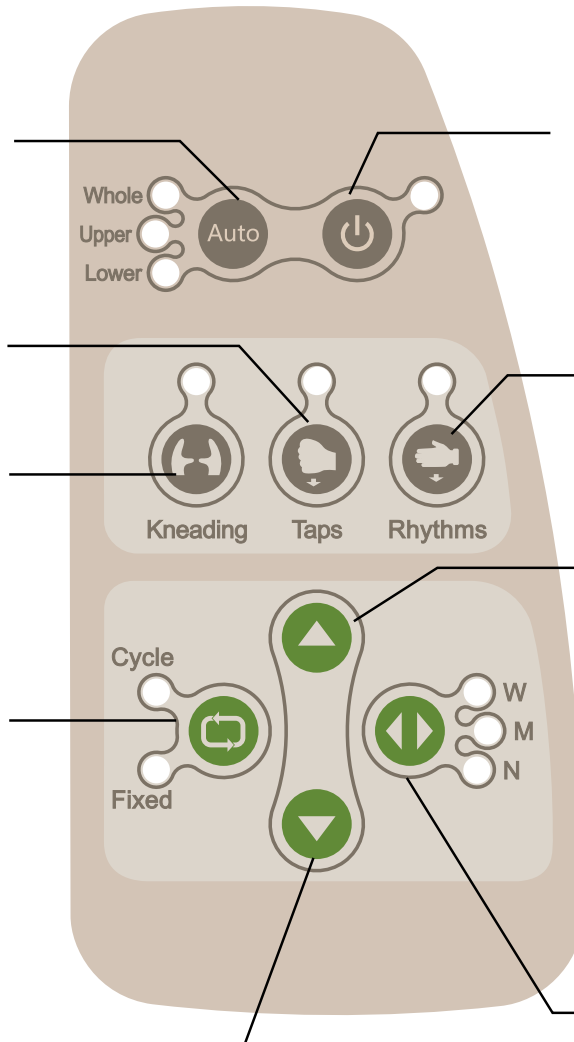 Whole
Auto
Upper
Lower
Kneading
Taps
Rhythms
Cycle
W
M
N
Fixed